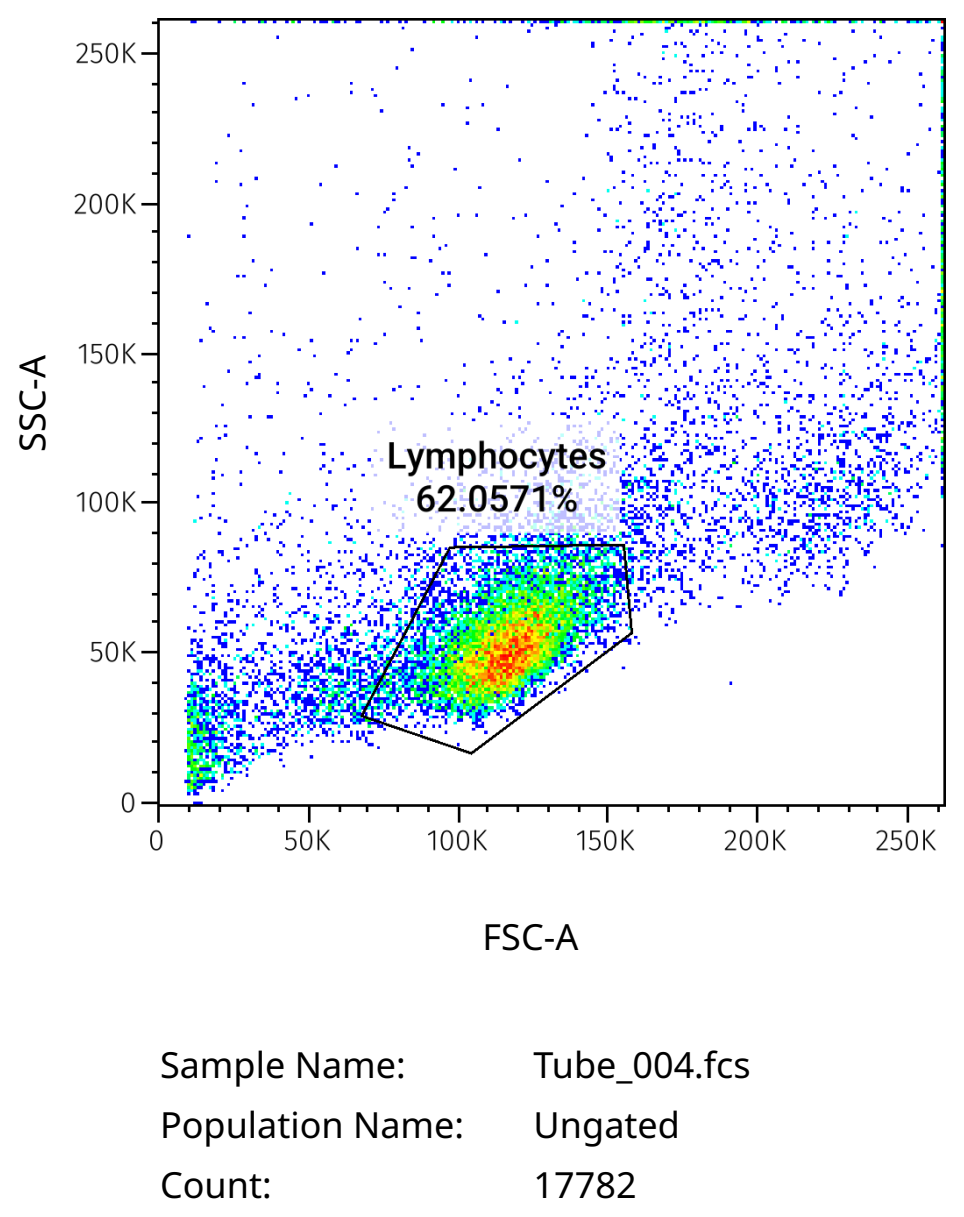 250K
200K
150K
100K
50K
0
SSC-A
Lymphocytes
62.0571%
0 50K 100K 150K 200K 250K
FSC-A
Sample Name: Tube_004.fcs
Population Name: Ungated
Count: 17782